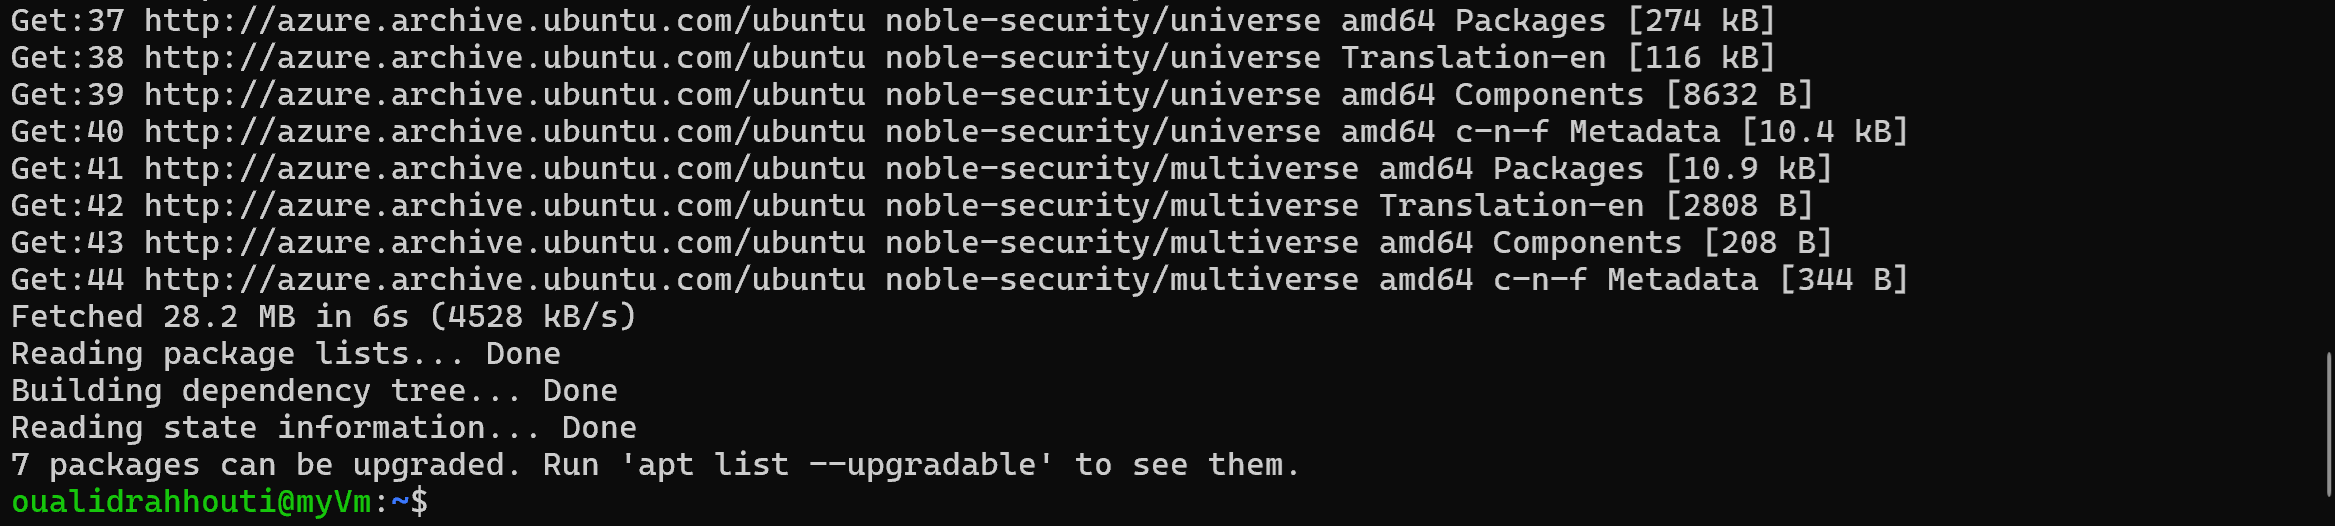 Get:37 http://azure.archive.ubuntu.com/ubuntu noble-security/universe amd64 Packages [274 kB]
Get:38 http://azure.archive.ubuntu.com/ubuntu noble-security/universe Translation-en [116 kB]
Get:39 http://azure.archive.ubuntu.com/ubuntu noble-security/universe amd64 Components [8632 B]
Get:40 http://azure.archive.ubuntu.com/ubuntu noble-security/universe amd64 c-n-f Metadata [10.4 kB]
Get:41 http://azure.archive.ubuntu.com/ubuntu noble-security/multiverse amd64 Packages [10.9 kB]
Get:42 http://azure.archive.ubuntu.com/ubuntu noble-security/multiverse Translation-en [2808 B]
Get:43 http://azure.archive.ubuntu.com/ubuntu noble-security/multiverse amd64 Components [208 B]
Get:44 http://azure.archive.ubuntu.com/ubuntu noble-security/multiverse amd64 c-n-f Metadata [344 B]
Fetched 28.2 MB in 6s (4528 kB/s)
Reading package lists... Done
Building dependency tree... Done
Reading state information... Done
7 packages can be upgraded. Run 'apt list --upgradable' to see them.
oualidrahhouti@myVm:~$